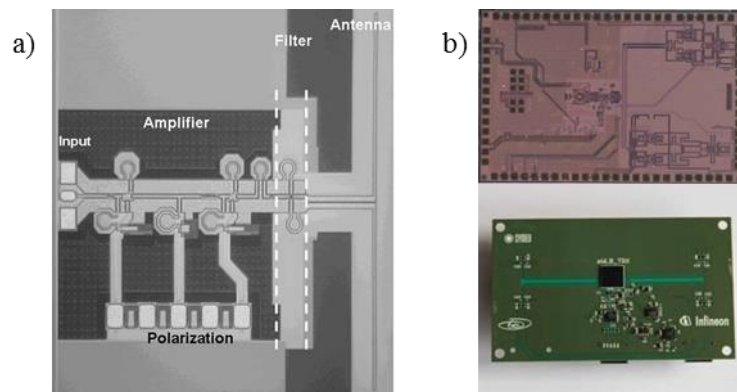 a)
Antenna
Filter
Amplifier
Input
Polarization
b)
Infineon